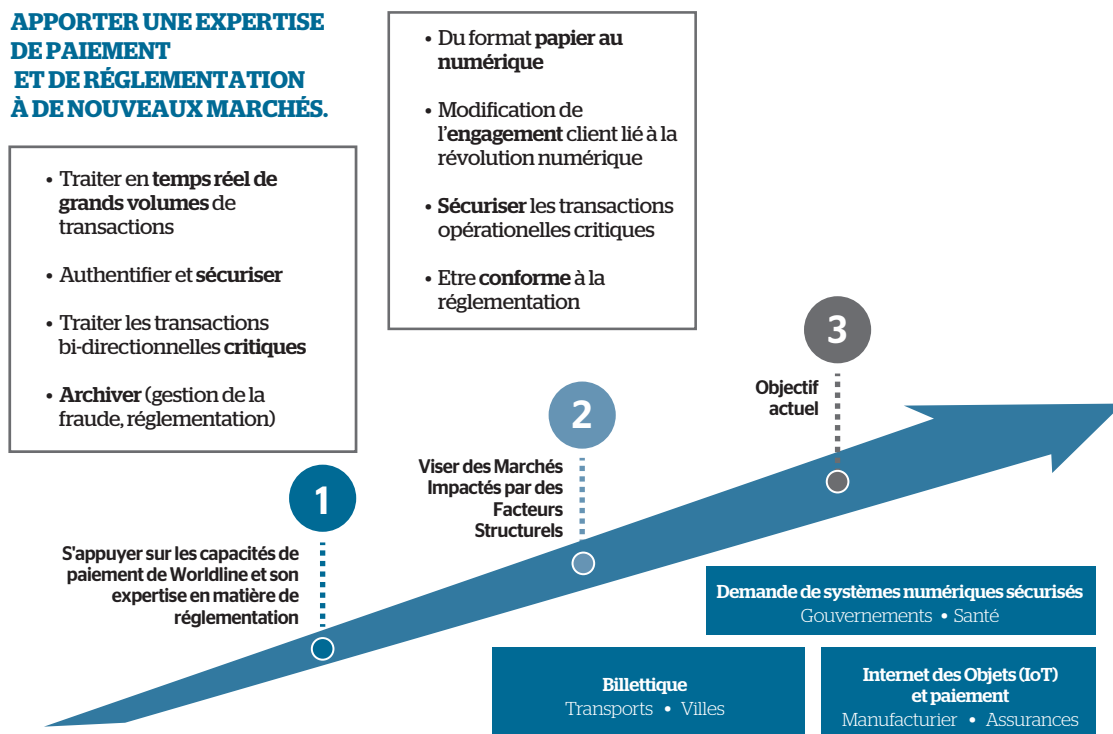 APPORTER UNE EXPERTISE
DE PAIEMENT
ET DE RÉGLEMENTATION
À DE NOUVEAUX MARCHÉS.
• Traiter en temps réel de
grands volumes de
transactions
• Authentifier et sécuriser
• Traiter les transactions
bi-directionnelles critiques
• Archiver (gestion de la
fraude, réglementation)
• Du format papier au
numérique
• Modification de
l'engagement client lié à la
révolution numérique
• Sécuriser les transactions
opérationelles critiques
• Etre conforme à la
réglementation
1
S'appuyer sur les capacités de
paiement de Worldline et son
expertise en matière de
réglementation
2
Viser des Marchés
Impactés par des
Facteurs
Structurels
3
Objectif
actuel
Demande de systèmes numériques sécurisés
Gouvernements • Santé
Billettique
Transports • Villes
Internet des Objets (IoT)
et paiement
Manufacturier • Assurances